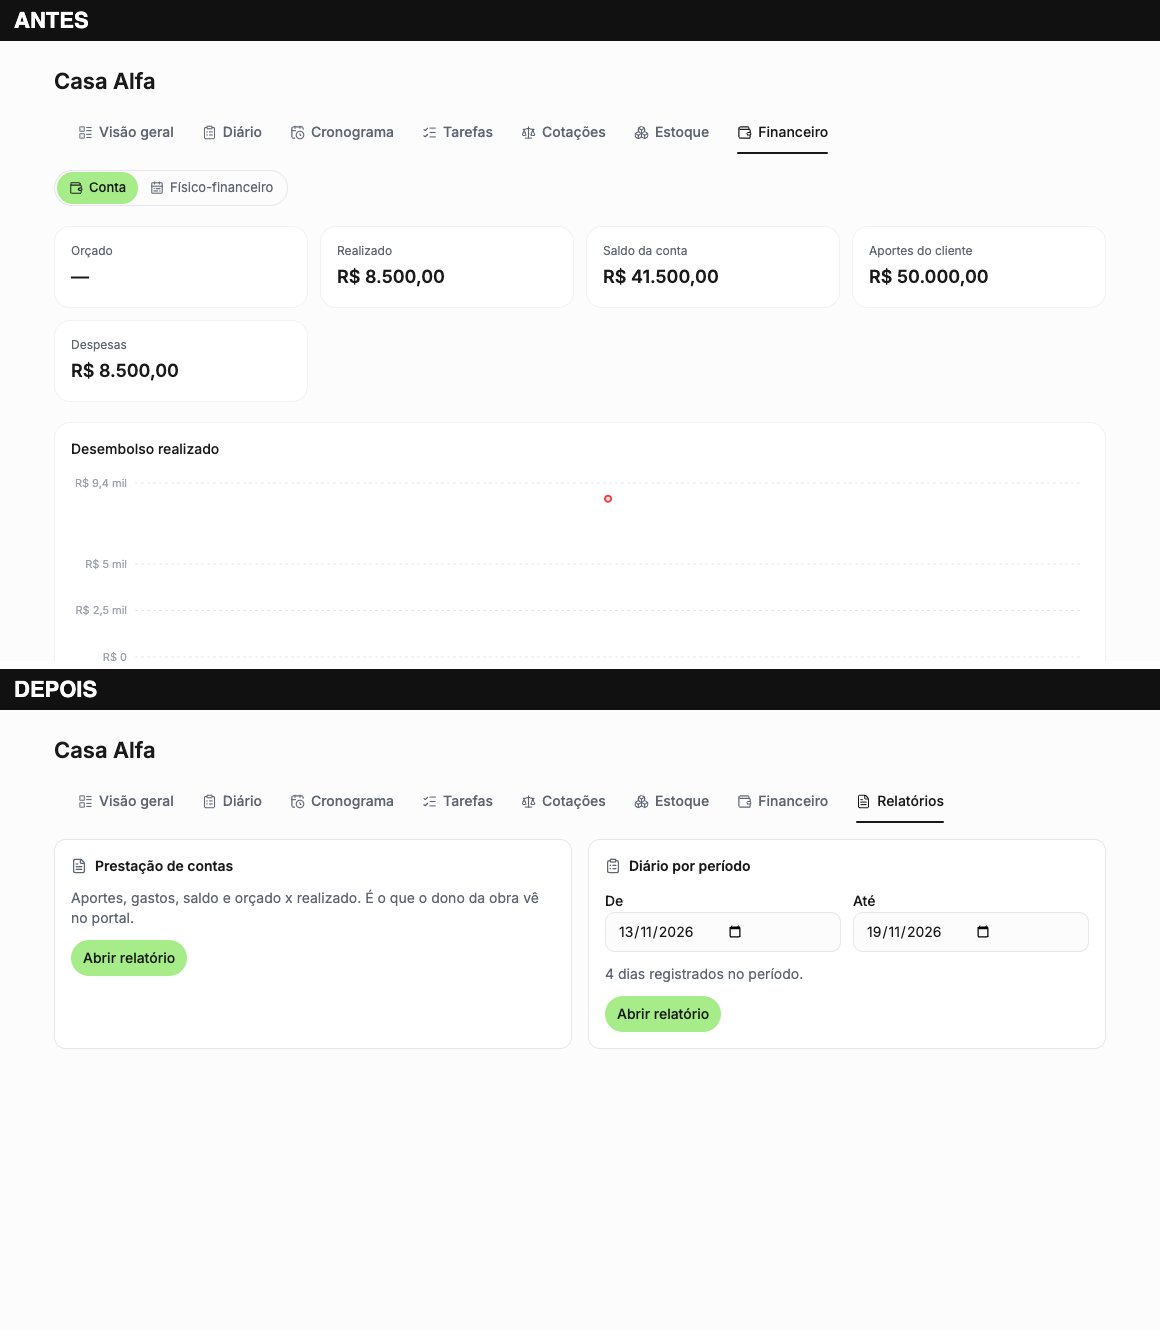 ANTES
Casa Alfa
Visão geral Diário Cronograma Tarefas Cotações Estoque Financeiro
Conta Físico-financeiro
Orçado Realizado Saldo da conta Aportes do cliente
— R$ 8.500,00 R$ 41.500,00 R$ 50.000,00
Despesas
R$ 8.500,00
Desembolso realizado
R$ 9,4 mil
R$ 5 mil
R$ 2,5 mil
R$ 0
DEPOIS
Casa Alfa
Visão geral Diário Cronograma Tarefas Cotações Estoque Financeiro Relatórios
Prestação de contas
Aportes, gastos, saldo e orçado x realizado. É o que o dono da obra vê
no portal.
Abrir relatório
Diário por período
De Até
13/11/2026 19/11/2026
4 dias registrados no período.
Abrir relatório